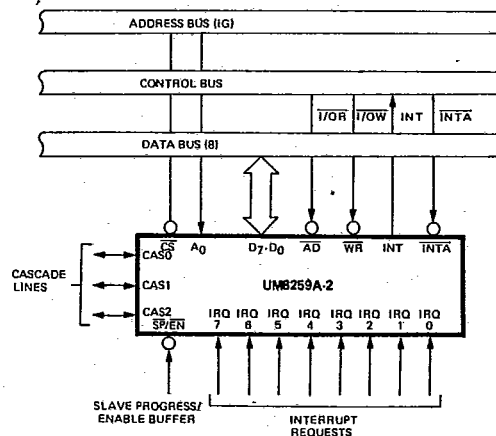 ADDRESS BUS (1G)
CONTROL BUS
I/OR I/OW INT INTA
DATA BUS (8)
CS A0 D7-D0 AD WR INT INTA
CAS0
CASCADE LINES
CAS1
UM8259A-2
CAS2
SP/EN
IRQ 7 IRQ 6 IRQ 5 IRQ 4 IRQ 3 IRQ 2 IRQ 1 IRQ 0
SLAVE PROGRESS/
ENABLE BUFFER
INTERRUPT
REQUESTS